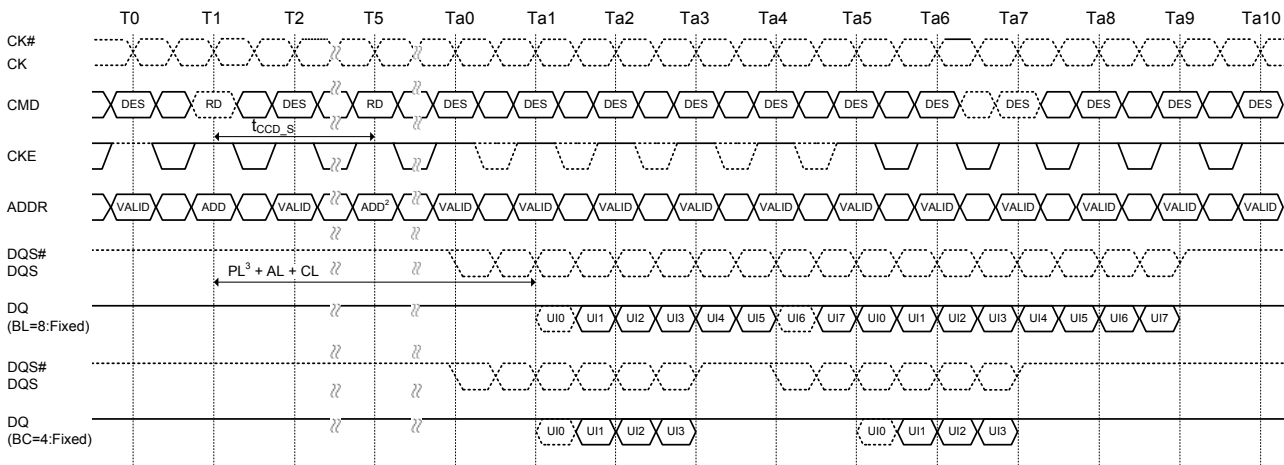 T0 T1 T2 T5 Ta0 Ta1 Ta2 Ta3 Ta4 Ta5 Ta6 Ta7 Ta8 Ta9 Ta10
CK#
CK
CMD DES RD DES RD DES DES DES DES DES DES DES DES DES DES DES
tCCD_S
CKE
ADDR VALID ADD VALID ADD² VALID VALID VALID VALID VALID VALID VALID VALID VALID VALID VALID
DQS#
DQS
PL³ + AL + CL
DQ
(BL=8:Fixed)
UI0 UI1 UI2 UI3 UI4 UI5 UI6 UI7 UI0 UI1 UI2 UI3 UI4 UI5 UI6 UI7
DQS#
DQS
DQ
(BC=4:Fixed)
UI0 UI1 UI2 UI3 UI0 UI1 UI2 UI3